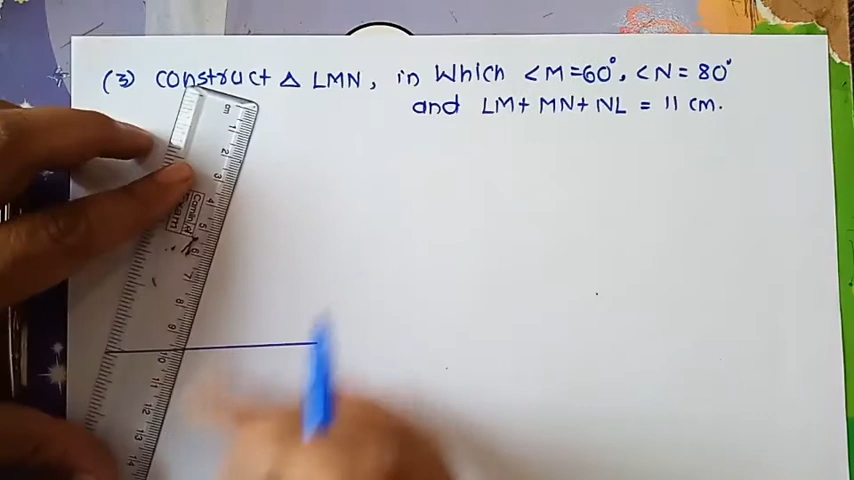 (3) Construct △ LMN, in which <M=60°, <N=80°
and LM+ MN+NL = 11 cm.